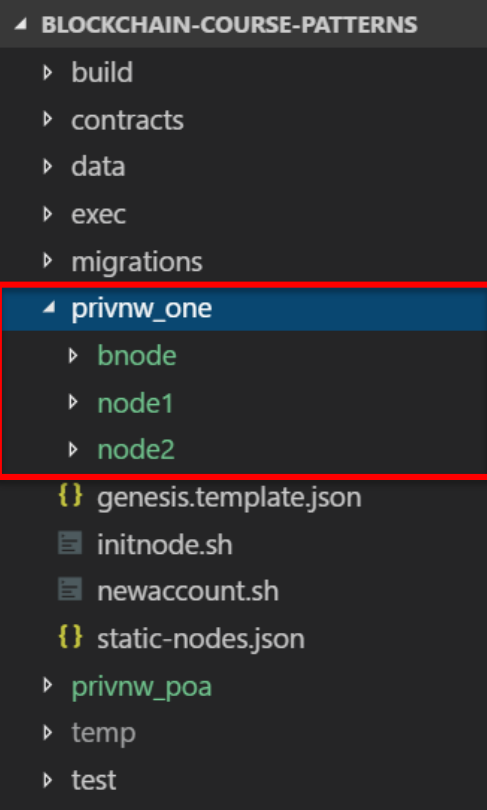 BLOCKCHAIN-COURSE-PATTERNS
build
contracts
data
exec
migrations
privnw_one
bnode
node1
node2
{} genesis.template.json
initnode.sh
newaccount.sh
{} static-nodes.json
privnw_poa
temp
test